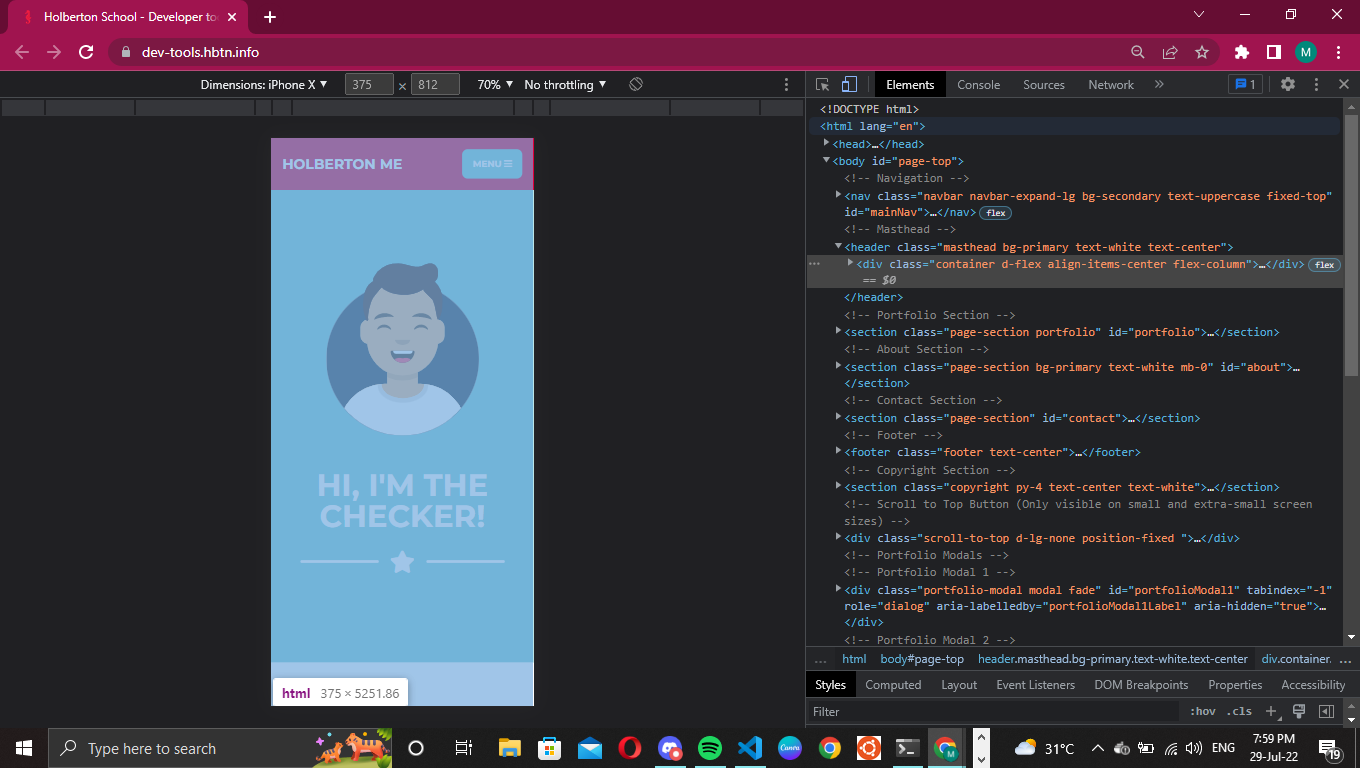 Holberton School - Developer to
dev-tools.hbtn.info
M
Dimensions: iPhone X ▼ 375 × 812 70% ▼ No throttling ▼
Elements Console Sources Network » 1
HOLBERTON ME
MENU
HI, I'M THE
CHECKER!
html 375 × 5251.86
<!DOCTYPE html>
<html lang="en">
<head>…</head>
<body id="page-top">
<!-- Navigation -->
<nav class="navbar navbar-expand-lg bg-secondary text-uppercase fixed-top"
id="mainNav">…</nav> flex
<!-- Masthead -->
<header class="masthead bg-primary text-white text-center">
<div class="container d-flex align-items-center flex-column">…</div> flex
== $0
</header>
<!-- Portfolio Section -->
<section class="page-section portfolio" id="portfolio">…</section>
<!-- About Section -->
<section class="page-section bg-primary text-white mb-0" id="about">…
</section>
<!-- Contact Section -->
<section class="page-section" id="contact">…</section>
<!-- Footer -->
<footer class="footer text-center">…</footer>
<!-- Copyright Section -->
<section class="copyright py-4 text-center text-white">…</section>
<!-- Scroll to Top Button (Only visible on small and extra-small screen
sizes) -->
<div class="scroll-to-top d-lg-none position-fixed ">…</div>
<!-- Portfolio Modals -->
<!-- Portfolio Modal 1 -->
<div class="portfolio-modal modal fade" id="portfolioModal1" tabindex="-1"
role="dialog" aria-labelledby="portfolioModal1Label" aria-hidden="true">…
</div>
<!-- Portfolio Modal 2 -->
... html body#page-top header.masthead.bg-primary.text-white.text-center div.container. ...
Styles Computed Layout Event Listeners DOM Breakpoints Properties Accessibility
Filter :hov .cls
Type here to search
Canva
M
31°C ENG 7:59 PM
29-Jul-22
19